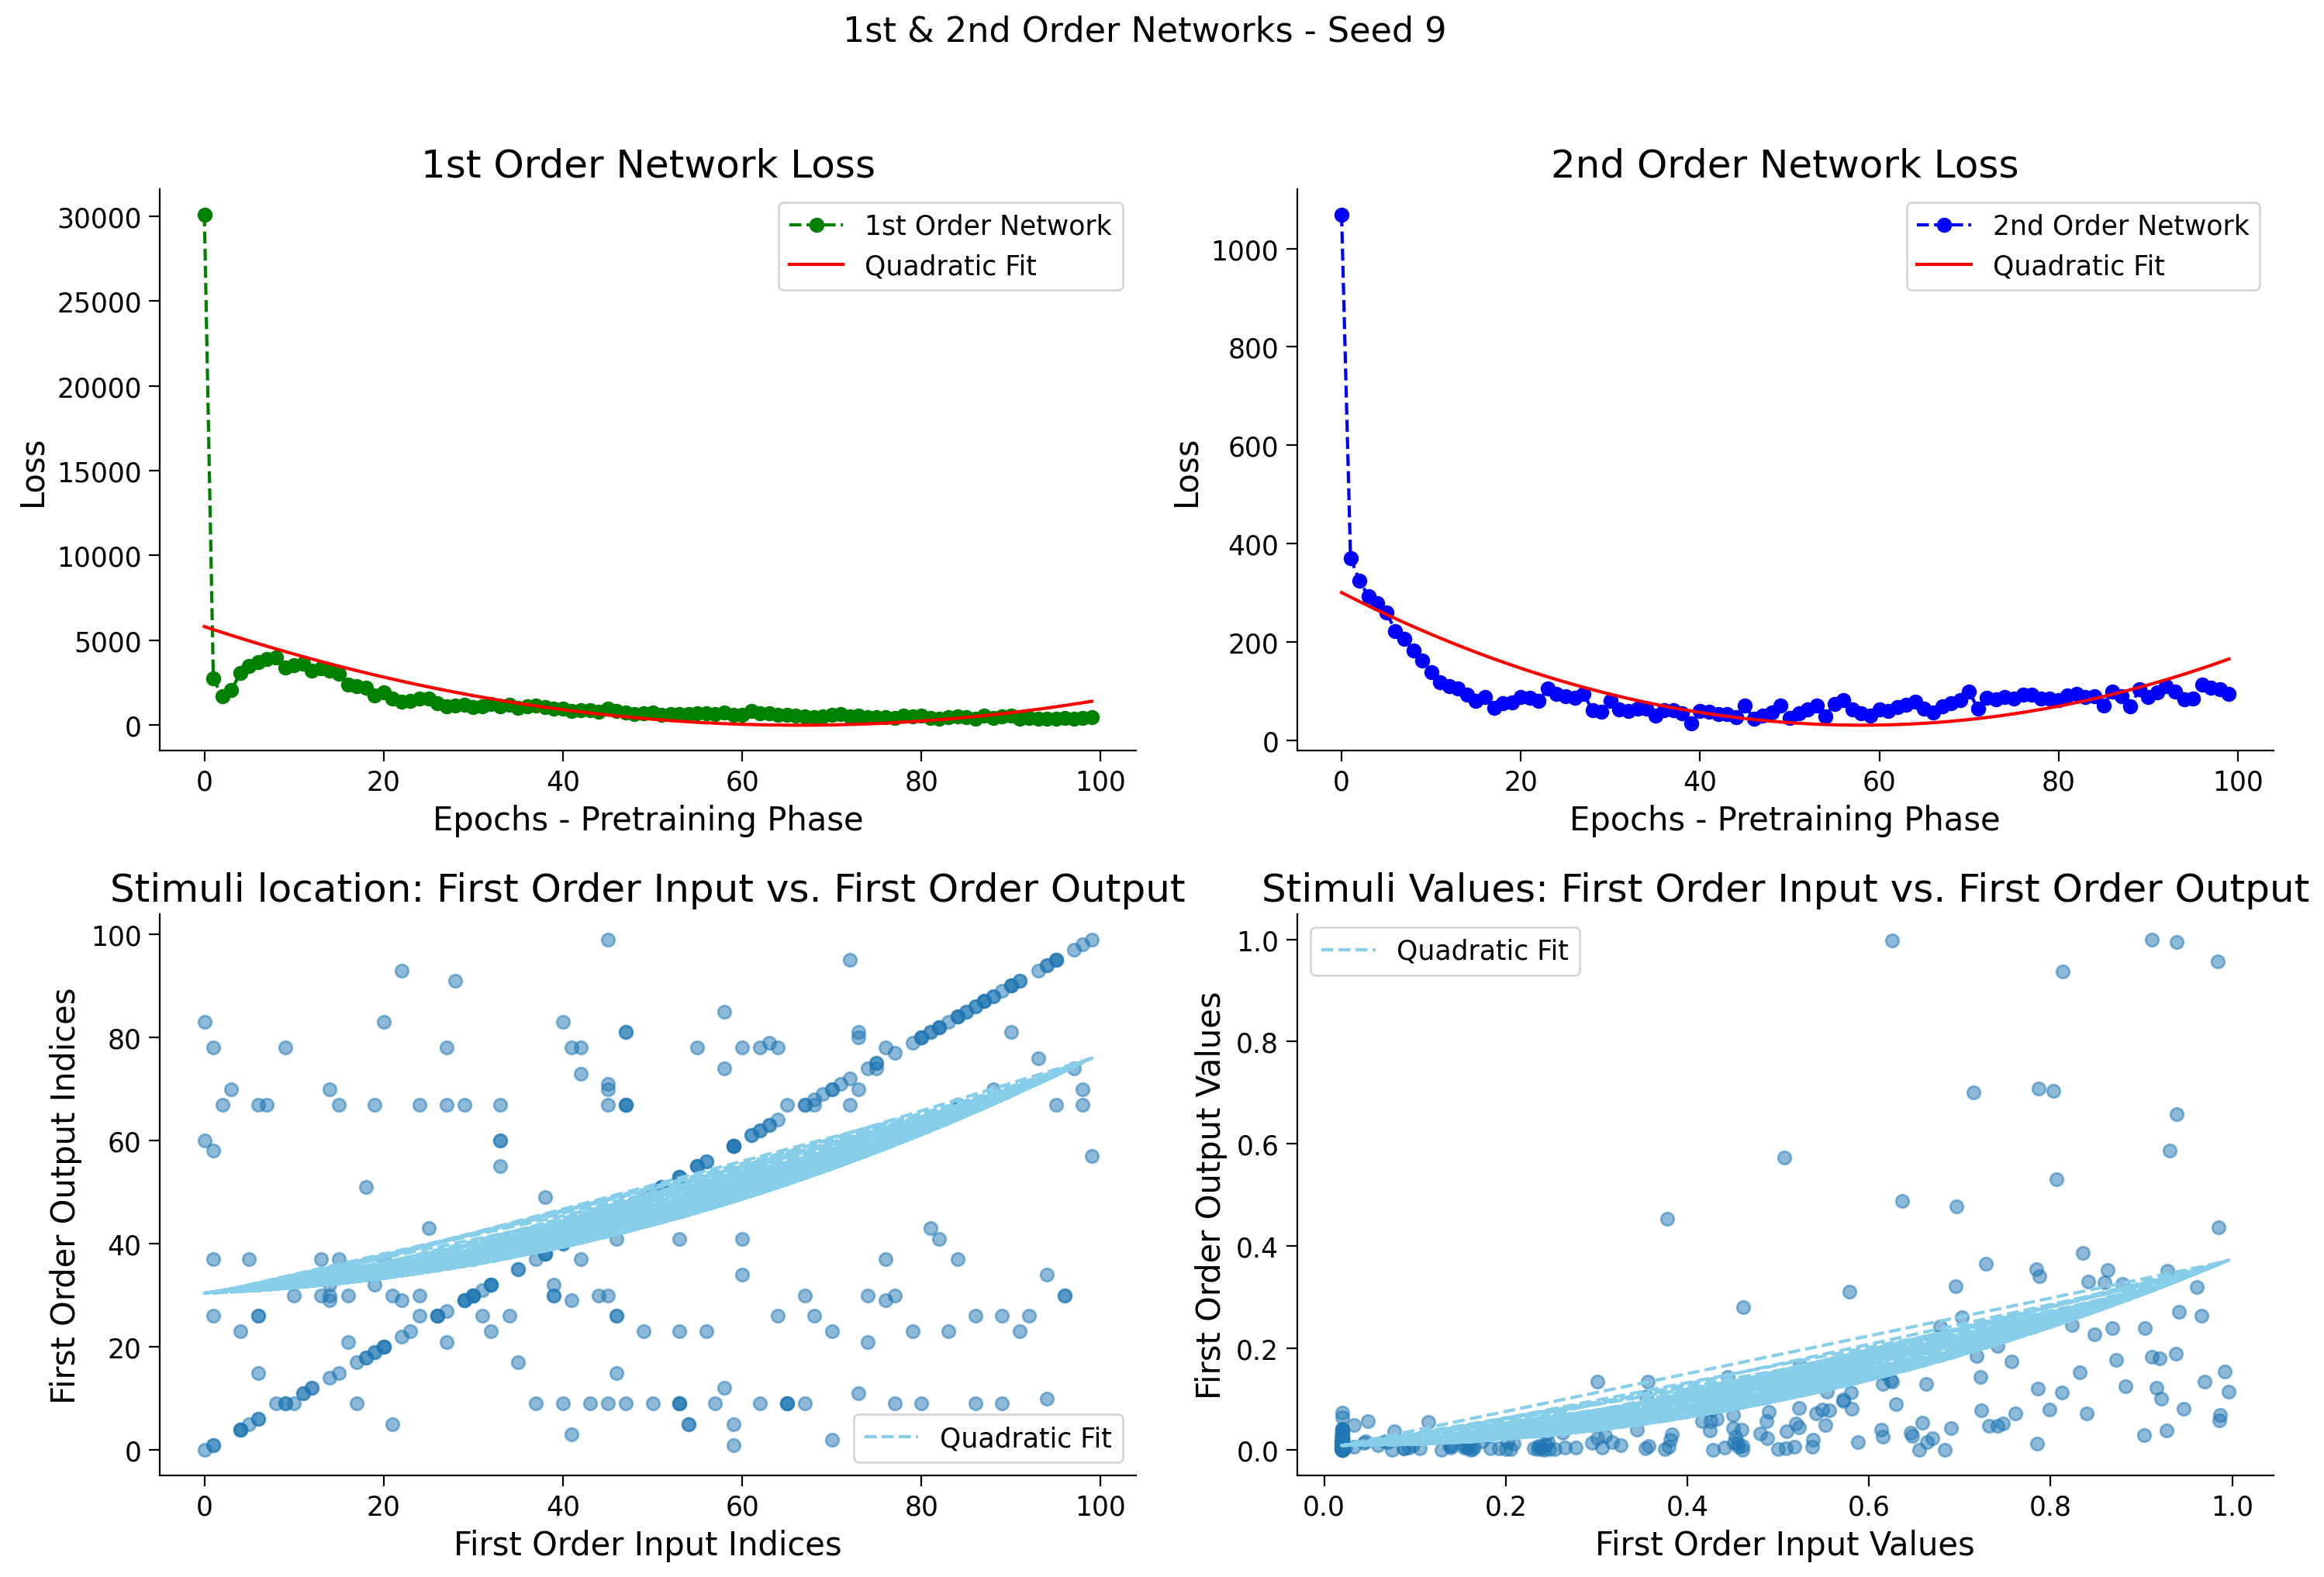 1st & 2nd Order Networks - Seed 9
1st Order Network Loss
30000
25000
20000
15000
10000
5000
0
Loss
1st Order Network
Quadratic Fit
0 20 40 60 80 100
Epochs - Pretraining Phase
2nd Order Network Loss
1000
800
600
400
200
0
Loss
2nd Order Network
Quadratic Fit
0 20 40 60 80 100
Epochs - Pretraining Phase
Stimuli location: First Order Input vs. First Order Output
100
80
60
40
20
0
First Order Output Indices
Quadratic Fit
0 20 40 60 80 100
First Order Input Indices
Stimuli Values: First Order Input vs. First Order Output
1.0
0.8
0.6
0.4
0.2
0.0
First Order Output Values
Quadratic Fit
0.0 0.2 0.4 0.6 0.8 1.0
First Order Input Values